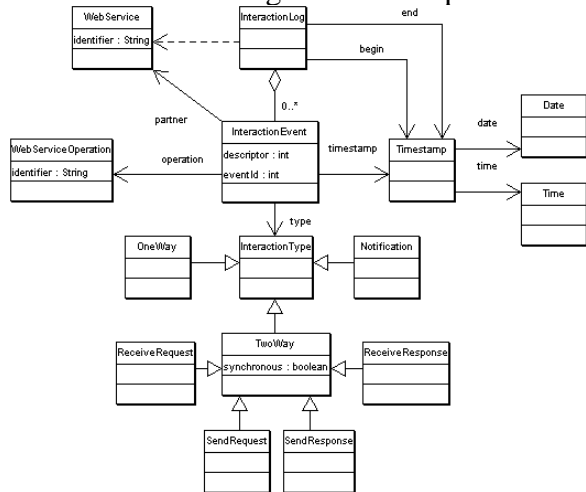 WebService
InteractionLog
end
identifier : String
begin
0..*
partner
Date
InteractionEvent
date
WebServiceOperation
operation
descriptor : int
timestamp
Timestamp
identifier : String
eventId : int
time
Time
type
OneWay
InteractionType
Notification
ReceiveRequest
TwoWay
ReceiveResponse
synchronous : boolean
SendRequest
SendResponse